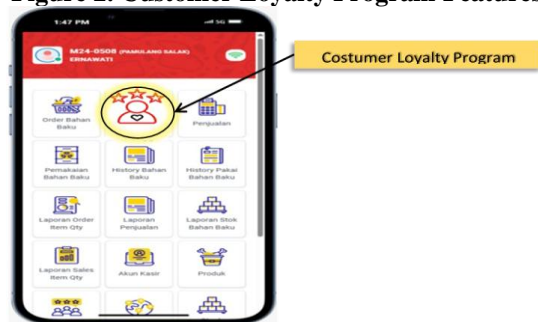 Figure 2. Customer Loyalty Program Features
1:47 PM
5G
M24-0508 (PAMULANG SALAK)
ERNAWATI
Costumer Loyalty Program
Order Bahan
Baku
Penjualan
Pemakaian
Bahan Baku
History Bahan
Baku
History Pakai
Bahan Baku
Laporan Order
Item Qty
Laporan
Penjualan
Laporan Stok
Bahan Baku
Laporan Sales
Item Qty
Akun Kasir
Produk